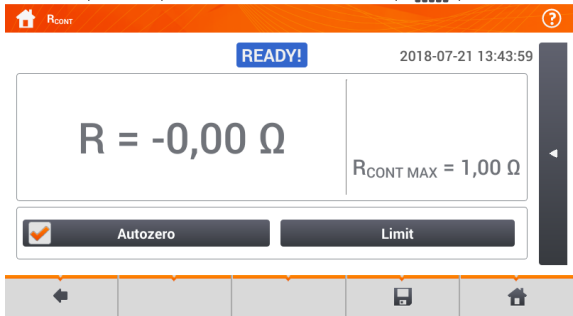 RCONT
READY!
2018-07-21 13:43:59
R = -0,00 Ω
RCONT MAX = 1,00 Ω
Autozero
Limit